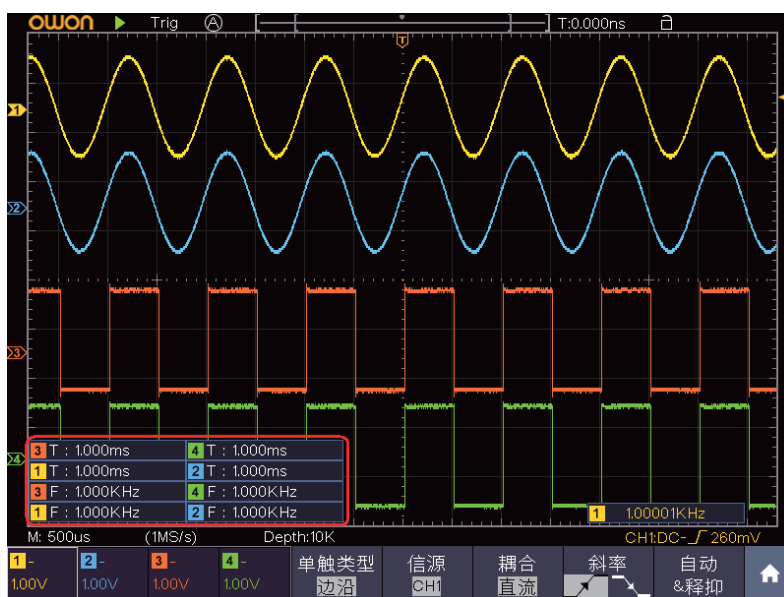 owon Trig A T:0.000ns
T
1
2
3
4
3 T : 1.000ms 4 T : 1.000ms
1 T : 1.000ms 2 T : 1.000ms
3 F : 1.000KHz 4 F : 1.000KHz
1 F : 1.000KHz 2 F : 1.000KHz
1 1.00001KHz
M: 500us (1MS/s) Depth:10K CH1:DC- 260mV
1 - 2 - 3 - 4 - 单触类型 信源 耦合 斜率 自动
1.00V 1.00V 1.00V 1.00V 边沿 CH1 直流 &释抑